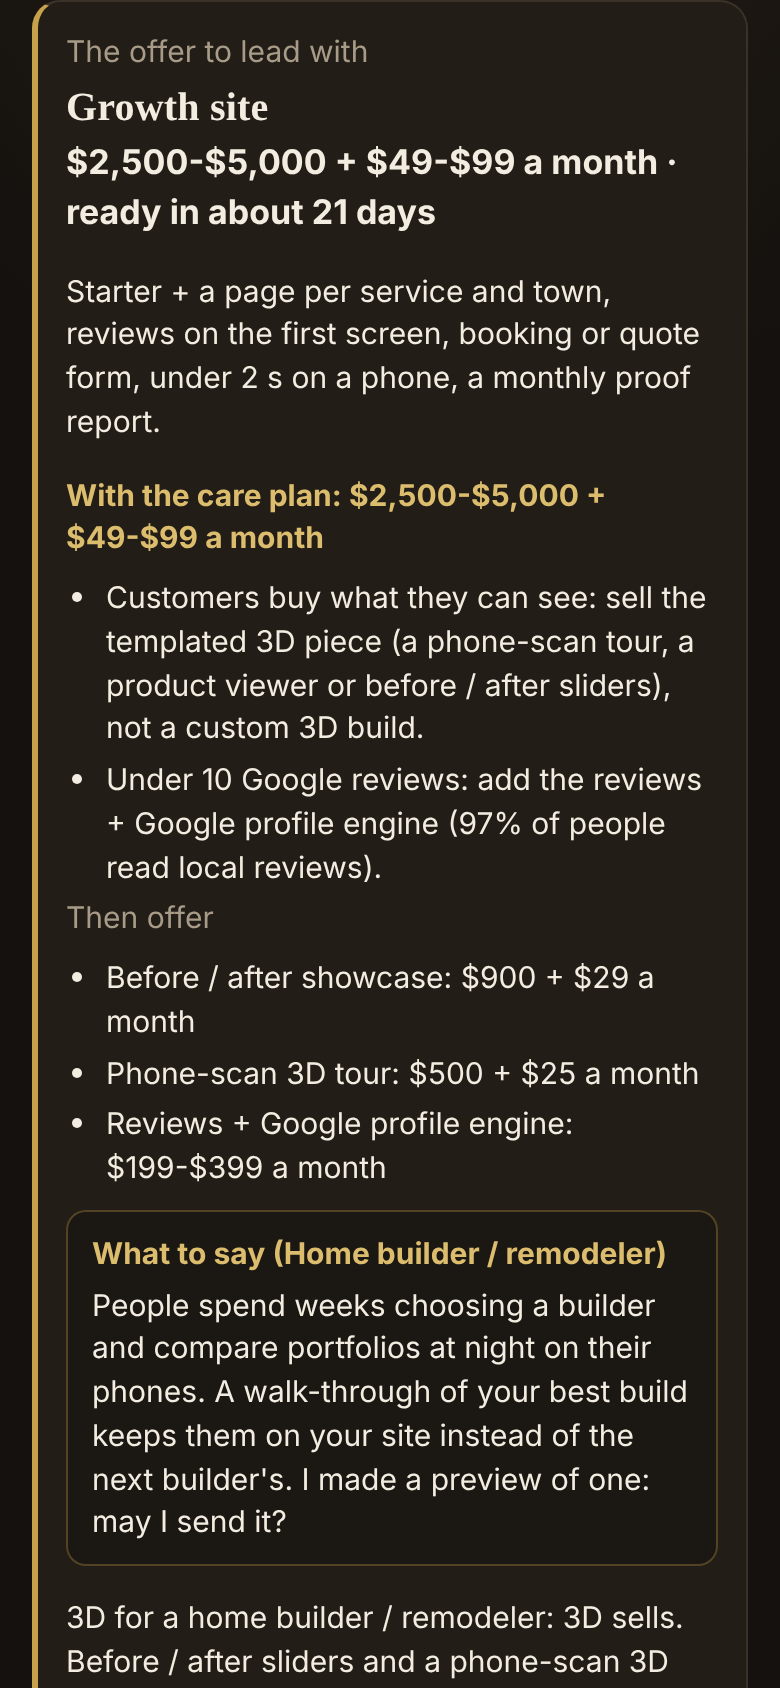 The offer to lead with
Growth site
$2,500-$5,000 + $49-$99 a month ·
ready in about 21 days
Starter + a page per service and town,
reviews on the first screen, booking or quote
form, under 2 s on a phone, a monthly proof
report.
With the care plan: $2,500-$5,000 +
$49-$99 a month
• Customers buy what they can see: sell the
templated 3D piece (a phone-scan tour, a
product viewer or before / after sliders),
not a custom 3D build.
• Under 10 Google reviews: add the reviews
+ Google profile engine (97% of people
read local reviews).
Then offer
• Before / after showcase: $900 + $29 a
month
• Phone-scan 3D tour: $500 + $25 a month
• Reviews + Google profile engine:
$199-$399 a month
What to say (Home builder / remodeler)
People spend weeks choosing a builder
and compare portfolios at night on their
phones. A walk-through of your best build
keeps them on your site instead of the
next builder's. I made a preview of one:
may I send it?
3D for a home builder / remodeler: 3D sells.
Before / after sliders and a phone-scan 3D